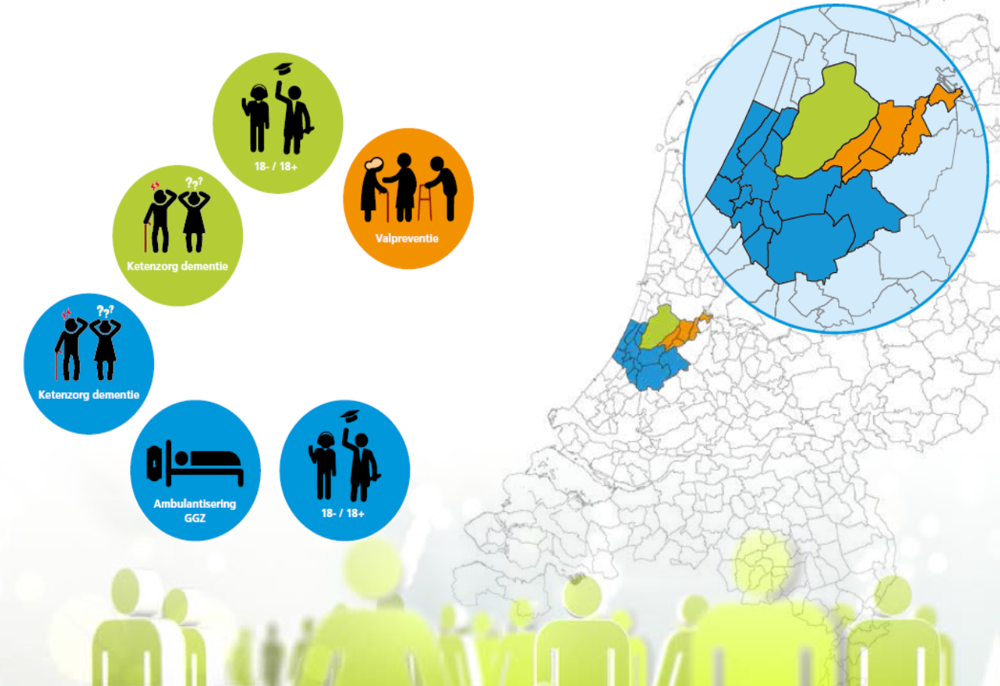 18- / 18+
Valpreventie
???
Ketenzorg dementie
???
Ketenzorg dementie
Ambulantisering
GGZ
18- / 18+